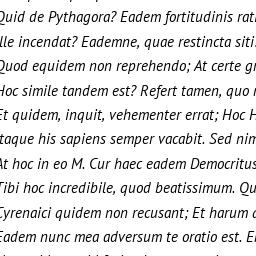 Quid de Pythagora? Eadem fortitudinis rati
Ille incendat? Eademne, quae restincta siti
Quod equidem non reprehendo; At certe gr
Hoc simile tandem est? Refert tamen, quo
Et quidem, inquit, vehementer errat; Hoc H
Itaque his sapiens semper vacabit. Sed nim
At hoc in eo M. Cur haec eadem Democritus
Tibi hoc incredibile, quod beatissimum. Qu
Cyrenaici quidem non recusant; Et harum
Eadem nunc mea adversum te oratio est.